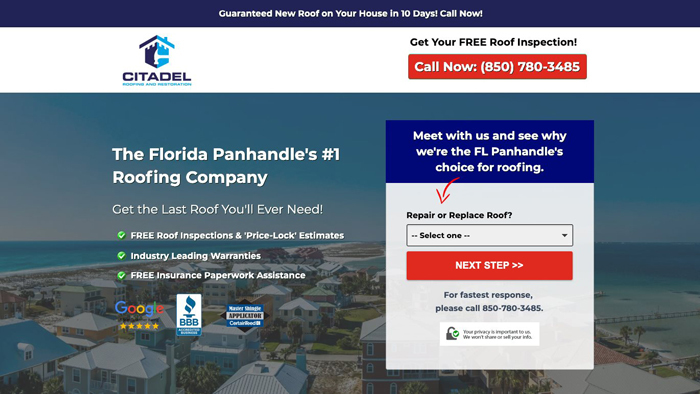 Guaranteed New Roof on Your House in 10 Days! Call Now!
CITADEL
ROOFING AND RESTORATION
Get Your FREE Roof Inspection!
Call Now: (850) 780-3485
The Florida Panhandle's #1
Roofing Company
Get the Last Roof You'll Ever Need!
FREE Roof Inspections & 'Price-Lock' Estimates
Industry Leading Warranties
FREE Insurance Paperwork Assistance
Google
BBB
ACCREDITED
BUSINESS
Master Shingle
APPLICATOR
CertainTeed
Meet with us and see why
we're the FL Panhandle's
choice for roofing.
Repair or Replace Roof?
-- Select one --
NEXT STEP >>
For fastest response,
please call 850-780-3485.
Your privacy is important to us.
We won't share or sell your info.